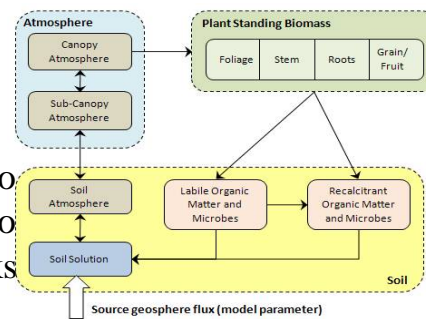 Atmosphere
Canopy
Atmosphere
Sub-Canopy
Atmosphere
Plant Standing Biomass
Foliage
Stem
Roots
Grain/
Fruit
Soil
Atmosphere
Labile Organic
Matter and
Microbes
Recalcitrant
Organic Matter
and Microbes
Soil Solution
Soil
Source geosphere flux (model parameter)